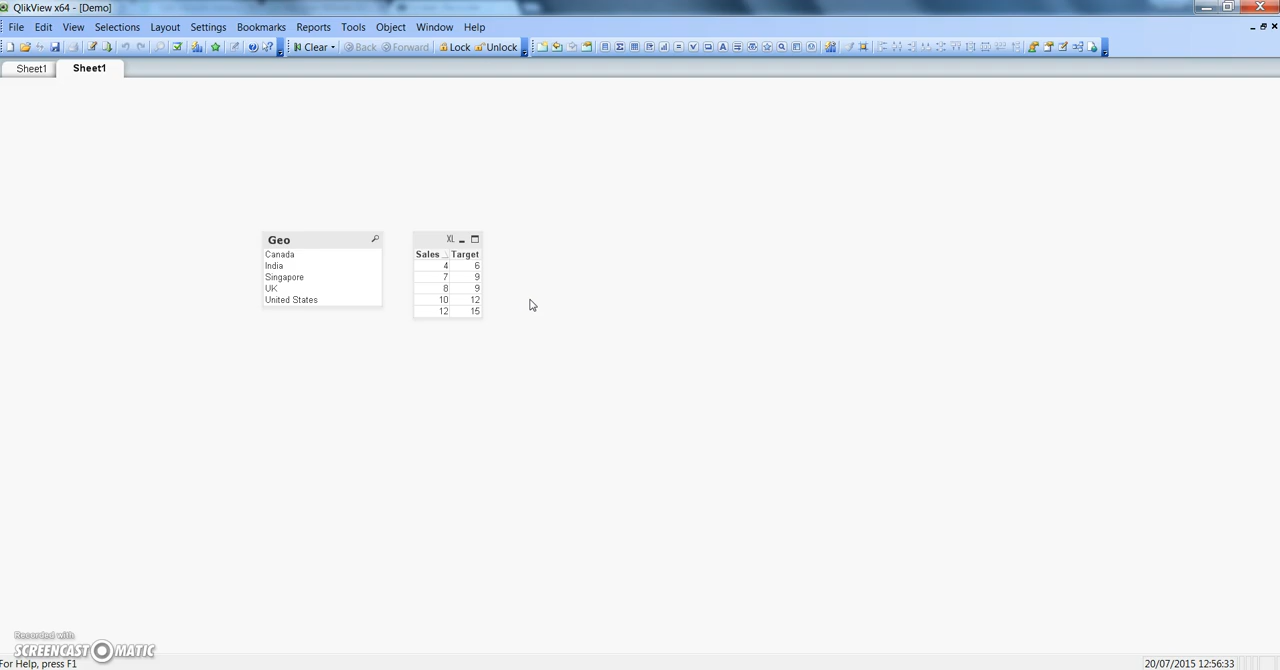 QlikView x64 - [Demo]
File Edit View Selections Layout Settings Bookmarks Reports Tools Object Window Help
Clear Back Forward Lock Unlock
Sheet1 Sheet1
Geo
Canada
India
Singapore
UK
United States
XL
Sales Target
4 6
7 9
8 9
10 12
12 15
Recorded with
SCREENCAST MATIC
For Help, press F1
20/07/2015 12:56:33